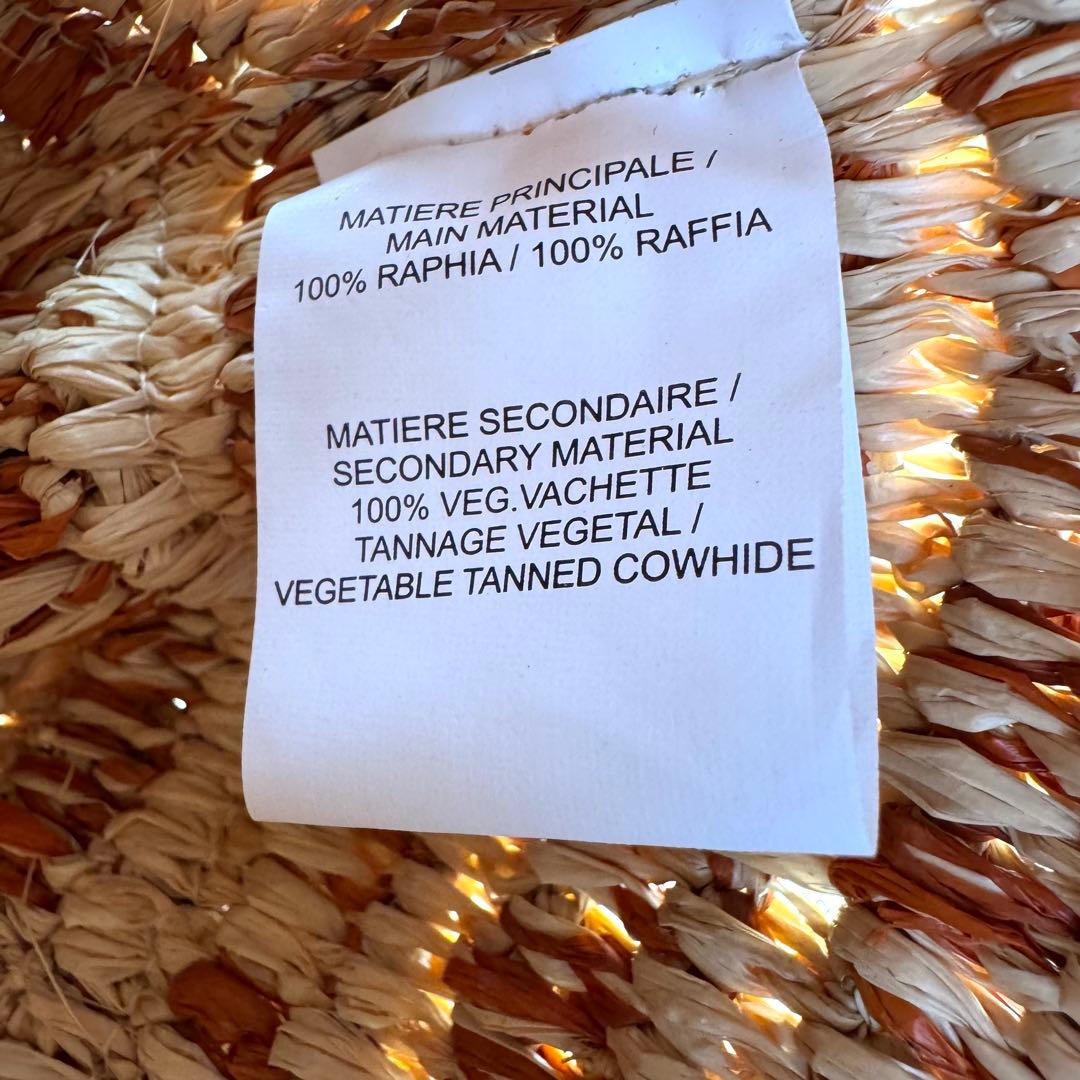 MATIERE PRINCIPALE /
MAIN MATERIAL
100% RAPHIA / 100% RAFFIA
MATIERE SECONDAIRE /
SECONDARY MATERIAL
100% VEG.VACHETTE
TANNAGE VEGETAL /
VEGETABLE TANNED COWHIDE